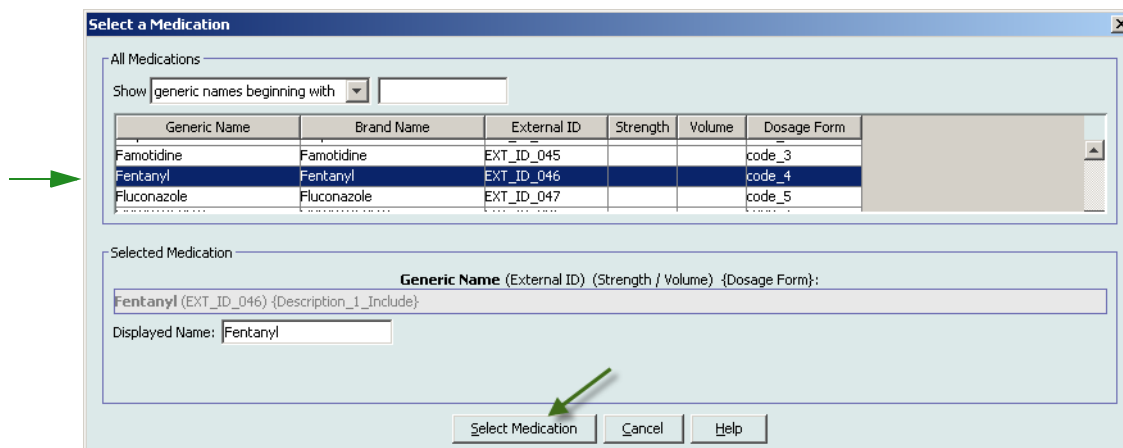 Select a Medication
All Medications
Show generic names beginning with
Generic Name Brand Name External ID Strength Volume Dosage Form
Famotidine Famotidine EXT_ID_045 code_3
Fentanyl Fentanyl EXT_ID_046 code_4
Fluconazole Fluconazole EXT_ID_047 code_5
Selected Medication
Generic Name (External ID) (Strength / Volume) {Dosage Form}:
Fentanyl (EXT_ID_046) {Description_1_Include}
Displayed Name: Fentanyl
Select Medication Cancel Help